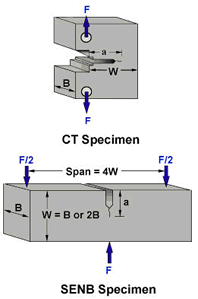 F
a
B
W
F
CT Specimen
F/2
Span = 4W
F/2
B
W = B or 2B
a
F
SENB Specimen